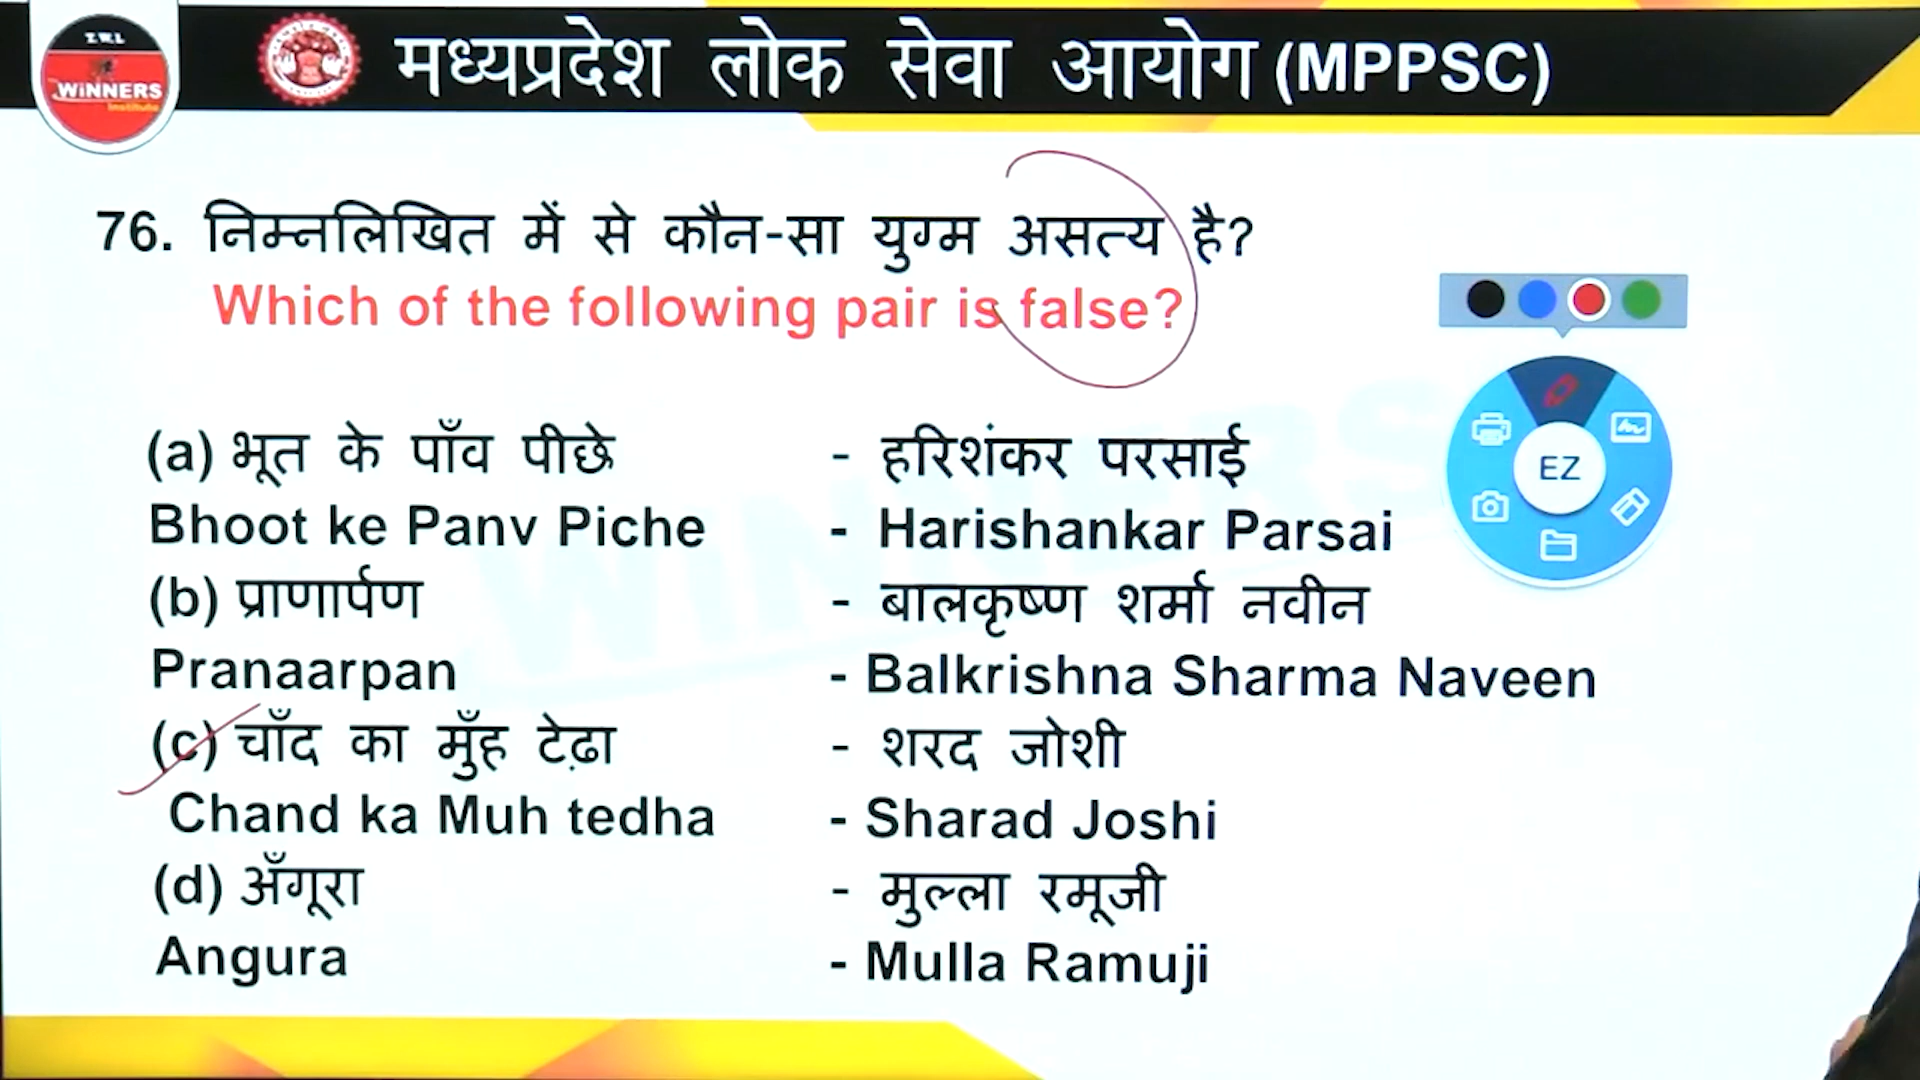 T.W.I.
WiNNERS
Institute
मध्यप्रदेश लोक सेवा आयोग (MPPSC)
76. निम्नलिखित में से कौन-सा युग्म असत्य है?
Which of the following pair is false?
EZ
(a) भूत के पाँव पीछे - हरिशंकर परसाई
Bhoot ke Panv Piche - Harishankar Parsai
(b) प्राणार्पण - बालकृष्ण शर्मा नवीन
Pranaarpan - Balkrishna Sharma Naveen
(c) चाँद का मुँह टेढ़ा - शरद जोशी
Chand ka Muh tedha - Sharad Joshi
(d) अँगूरा - मुल्ला रमूजी
Angura - Mulla Ramuji
WINNERS